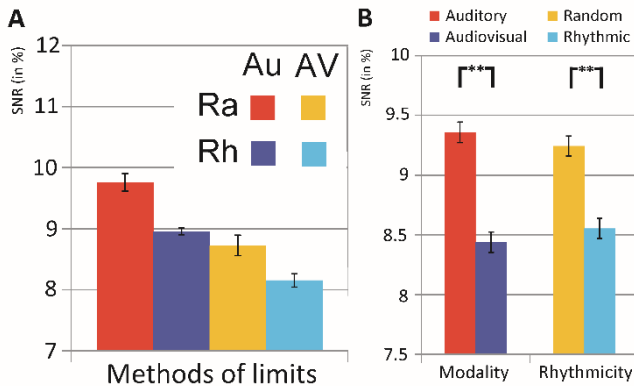 A
SNR (in %)
12
11
10
9
8
7
Au AV
Ra
Rh
Methods of limits
B
Auditory
Random
Audiovisual
Rhythmic
SNR (in %)
10
9.5
9
8.5
8
7.5
**
**
Modality
Rhythmicity